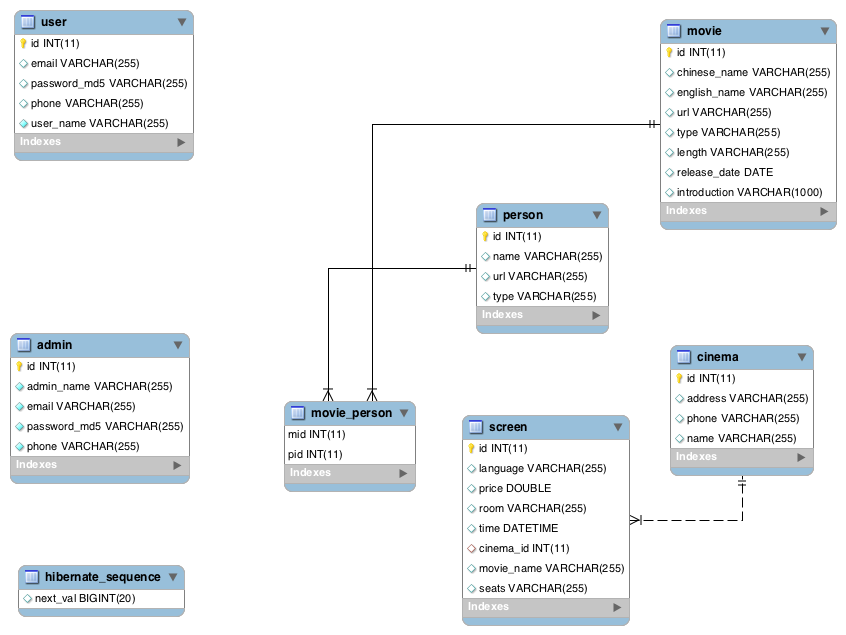 user
id INT(11)
email VARCHAR(255)
password_md5 VARCHAR(255)
phone VARCHAR(255)
user_name VARCHAR(255)
Indexes
movie
id INT(11)
chinese_name VARCHAR(255)
english_name VARCHAR(255)
url VARCHAR(255)
type VARCHAR(255)
length VARCHAR(255)
release_date DATE
introduction VARCHAR(1000)
Indexes
person
id INT(11)
name VARCHAR(255)
url VARCHAR(255)
type VARCHAR(255)
Indexes
admin
id INT(11)
admin_name VARCHAR(255)
email VARCHAR(255)
password_md5 VARCHAR(255)
phone VARCHAR(255)
Indexes
movie_person
mid INT(11)
pid INT(11)
Indexes
screen
id INT(11)
language VARCHAR(255)
price DOUBLE
room VARCHAR(255)
time DATETIME
cinema_id INT(11)
movie_name VARCHAR(255)
seats VARCHAR(255)
Indexes
cinema
id INT(11)
address VARCHAR(255)
phone VARCHAR(255)
name VARCHAR(255)
Indexes
hibernate_sequence
next_val BIGINT(20)